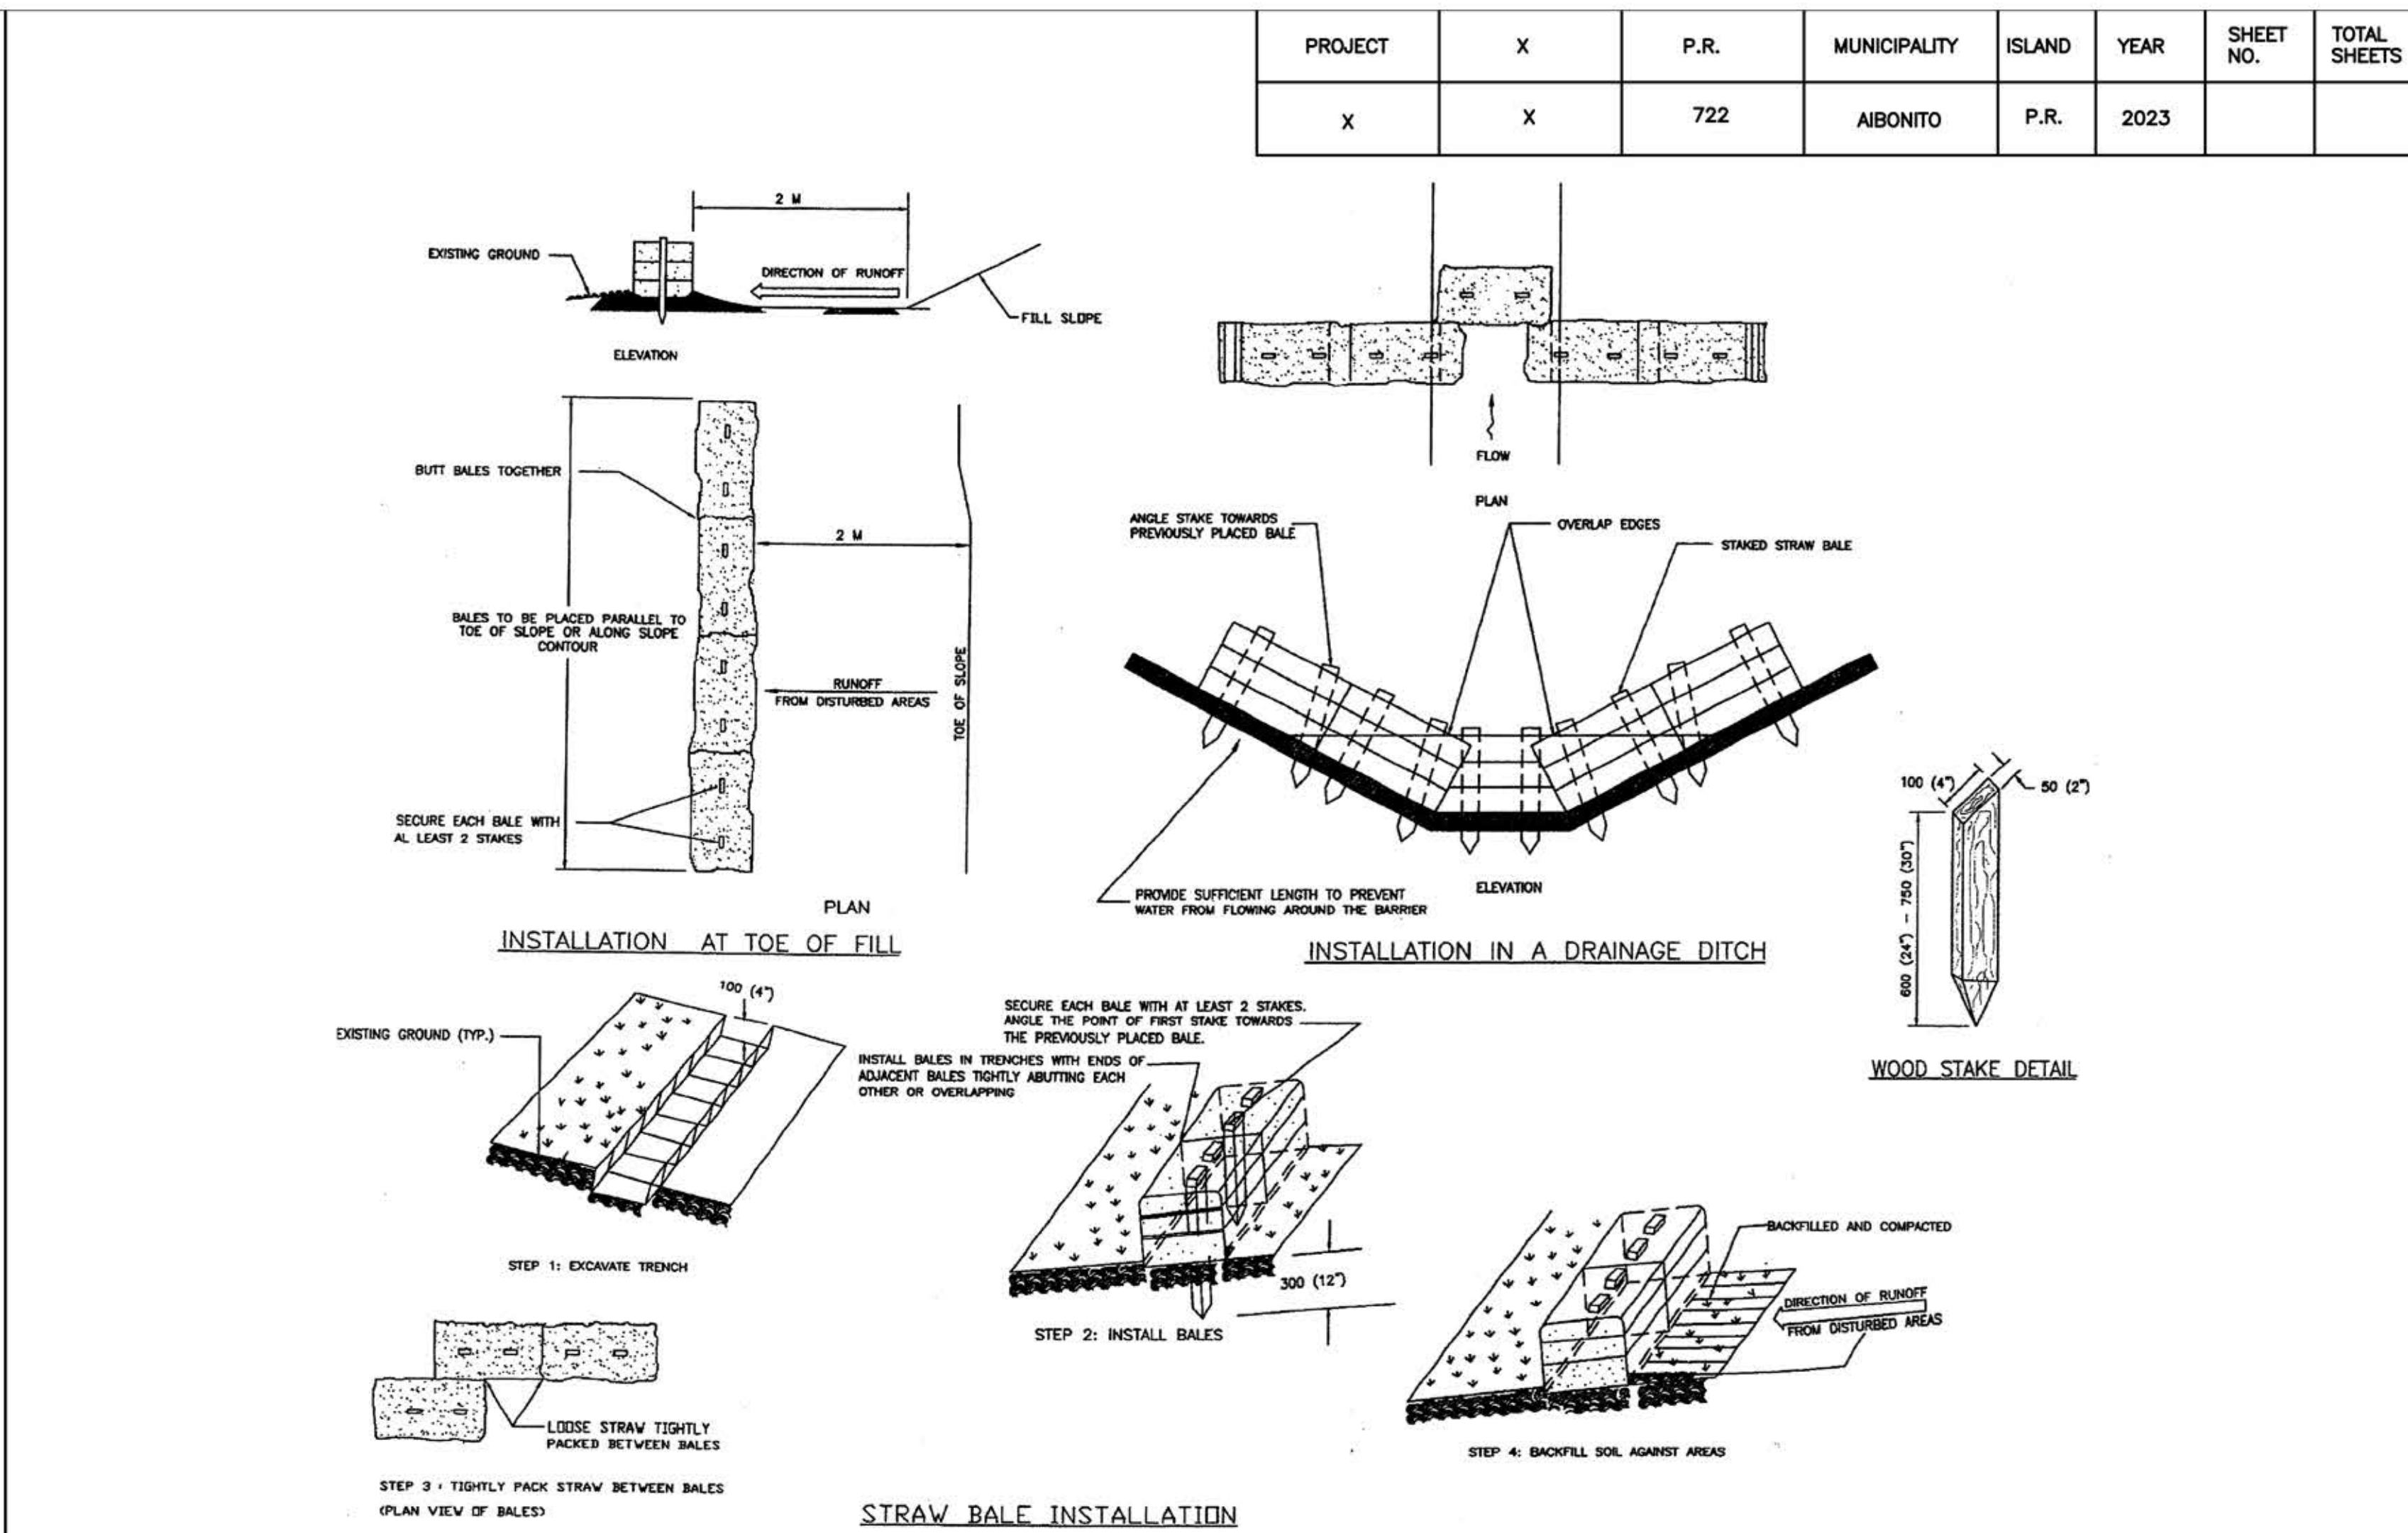 PROJECT X P.R. MUNICIPALITY ISLAND YEAR SHEET NO. TOTAL SHEETS
X X 722 AIBONITO P.R. 2023
2 M
EXISTING GROUND
DIRECTION OF RUNOFF
FILL SLOPE
ELEVATION
BUTT BALES TOGETHER
2 M
BALES TO BE PLACED PARALLEL TO
TOE OF SLOPE OR ALONG SLOPE
CONTOUR
RUNOFF
FROM DISTURBED AREAS
TOE OF SLOPE
SECURE EACH BALE WITH
AL LEAST 2 STAKES
PLAN
INSTALLATION AT TOE OF FILL
FLOW
PLAN
ANGLE STAKE TOWARDS
PREVIOUSLY PLACED BALE
OVERLAP EDGES
STAKED STRAW BALE
PROVIDE SUFFICIENT LENGTH TO PREVENT
WATER FROM FLOWING AROUND THE BARRIER
ELEVATION
INSTALLATION IN A DRAINAGE DITCH
100 (4")
50 (2")
600 (24") - 750 (30")
WOOD STAKE DETAIL
100 (4")
EXISTING GROUND (TYP.)
STEP 1: EXCAVATE TRENCH
SECURE EACH BALE WITH AT LEAST 2 STAKES.
ANGLE THE POINT OF FIRST STAKE TOWARDS
THE PREVIOUSLY PLACED BALE.
INSTALL BALES IN TRENCHES WITH ENDS OF
ADJACENT BALES TIGHTLY ABUTTING EACH
OTHER OR OVERLAPPING
300 (12")
STEP 2: INSTALL BALES
LOOSE STRAW TIGHTLY
PACKED BETWEEN BALES
STEP 3 : TIGHTLY PACK STRAW BETWEEN BALES
(PLAN VIEW OF BALES)
BACKFILLED AND COMPACTED
DIRECTION OF RUNOFF
FROM DISTURBED AREAS
STEP 4: BACKFILL SOIL AGAINST AREAS
STRAW BALE INSTALLATION